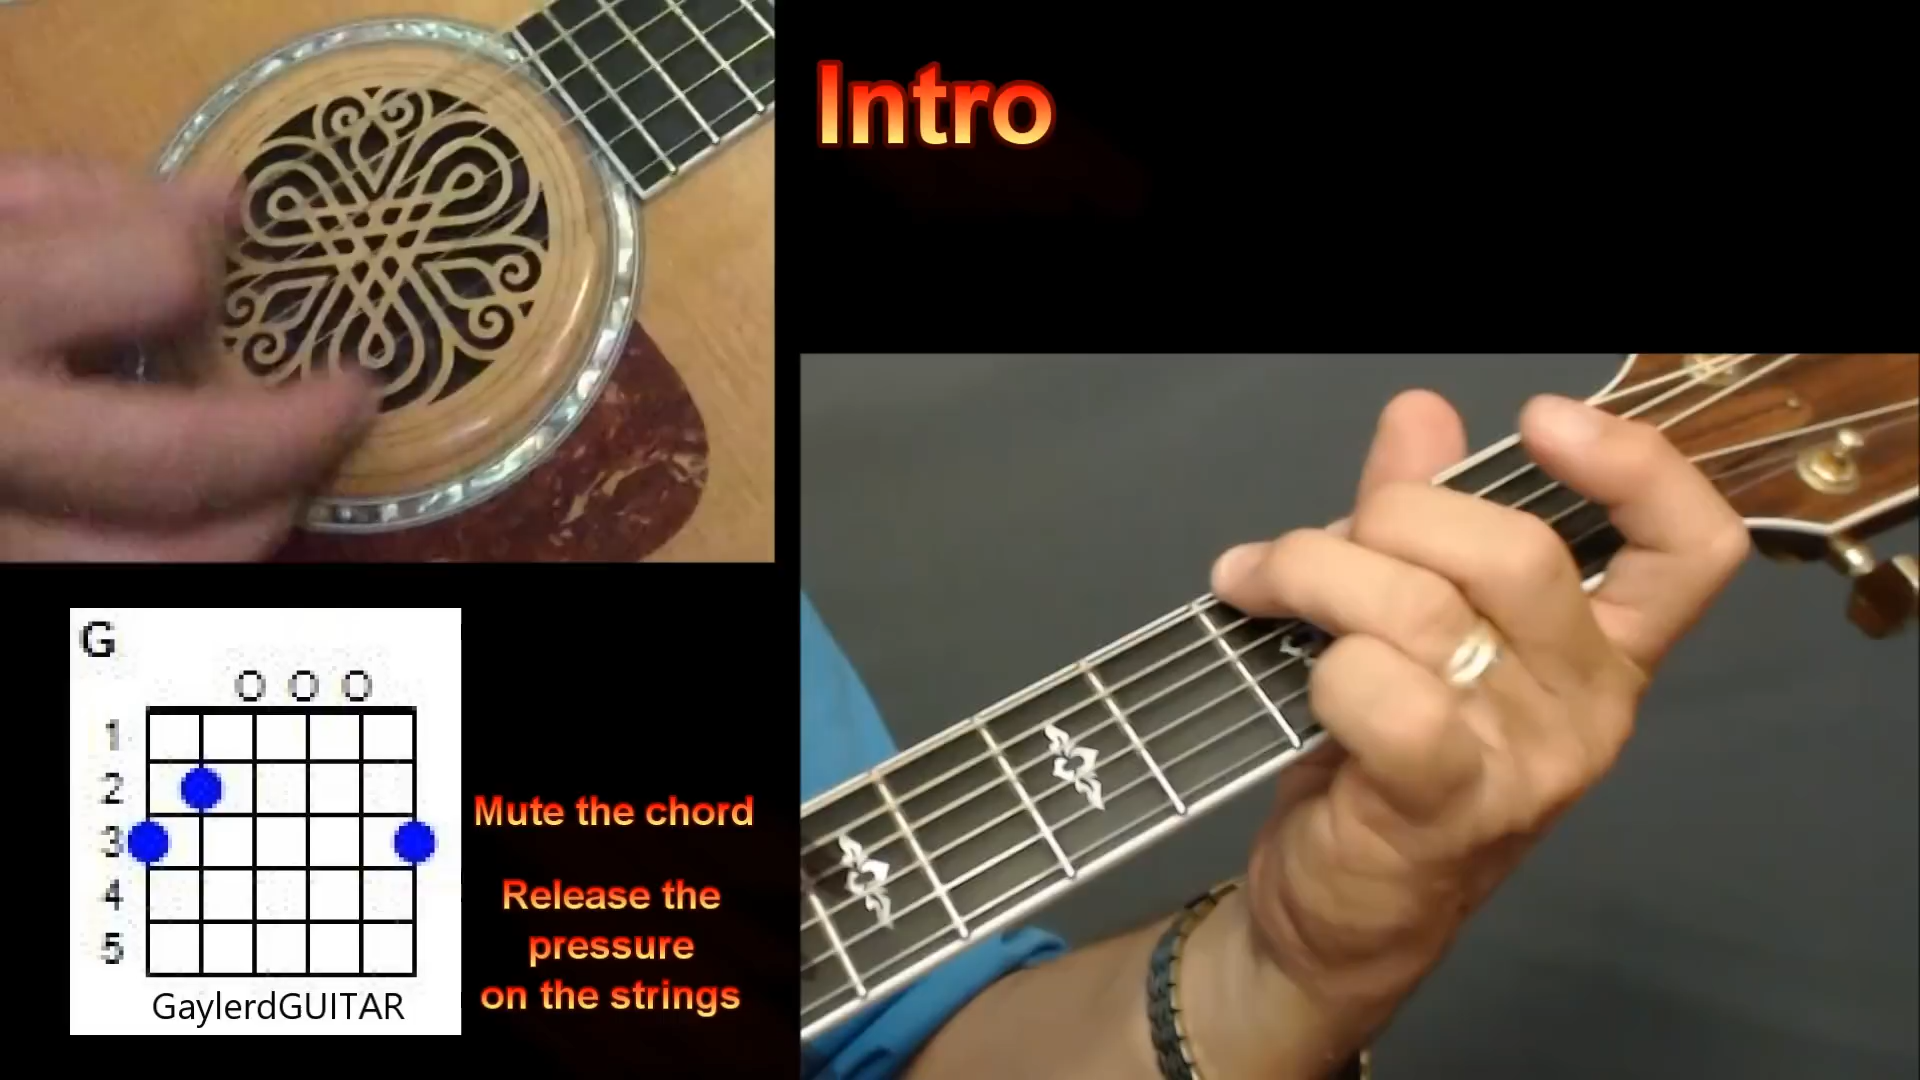 Intro
G
O O O
1
2
3
4
5
GaylerdGUITAR
Mute the chord
Release the
pressure
on the strings